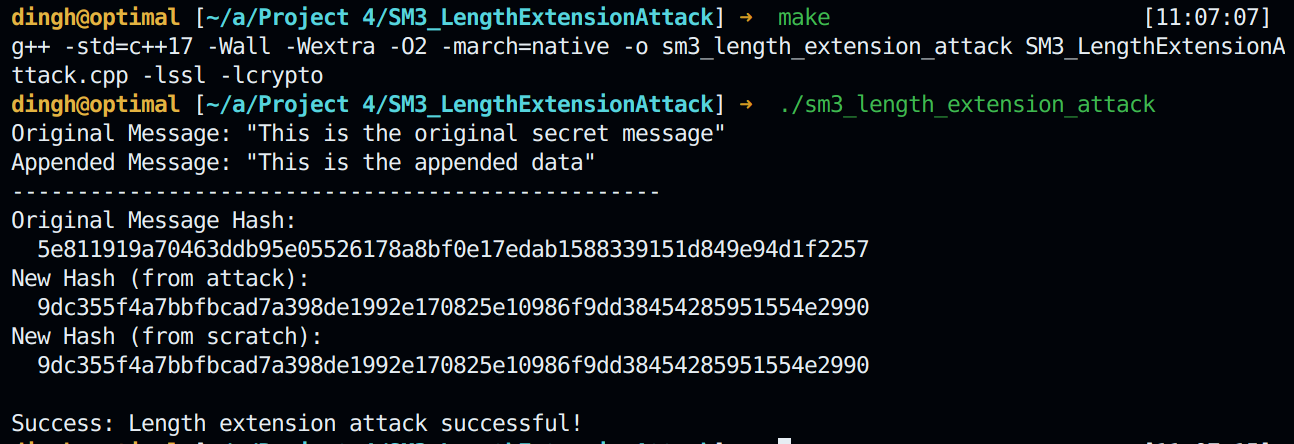 dingh@optimal [~/a/Project 4/SM3_LengthExtensionAttack] → make [11:07:07]
g++ -std=c++17 -Wall -Wextra -O2 -march=native -o sm3_length_extension_attack SM3_LengthExtensionA
ttack.cpp -lssl -lcrypto
dingh@optimal [~/a/Project 4/SM3_LengthExtensionAttack] → ./sm3_length_extension_attack
Original Message: "This is the original secret message"
Appended Message: "This is the appended data"
--------------------------------------------------
Original Message Hash:
5e811919a70463ddb95e05526178a8bf0e17edab1588339151d849e94d1f2257
New Hash (from attack):
9dc355f4a7bbfbcad7a398de1992e170825e10986f9dd38454285951554e2990
New Hash (from scratch):
9dc355f4a7bbfbcad7a398de1992e170825e10986f9dd38454285951554e2990
Success: Length extension attack successful!